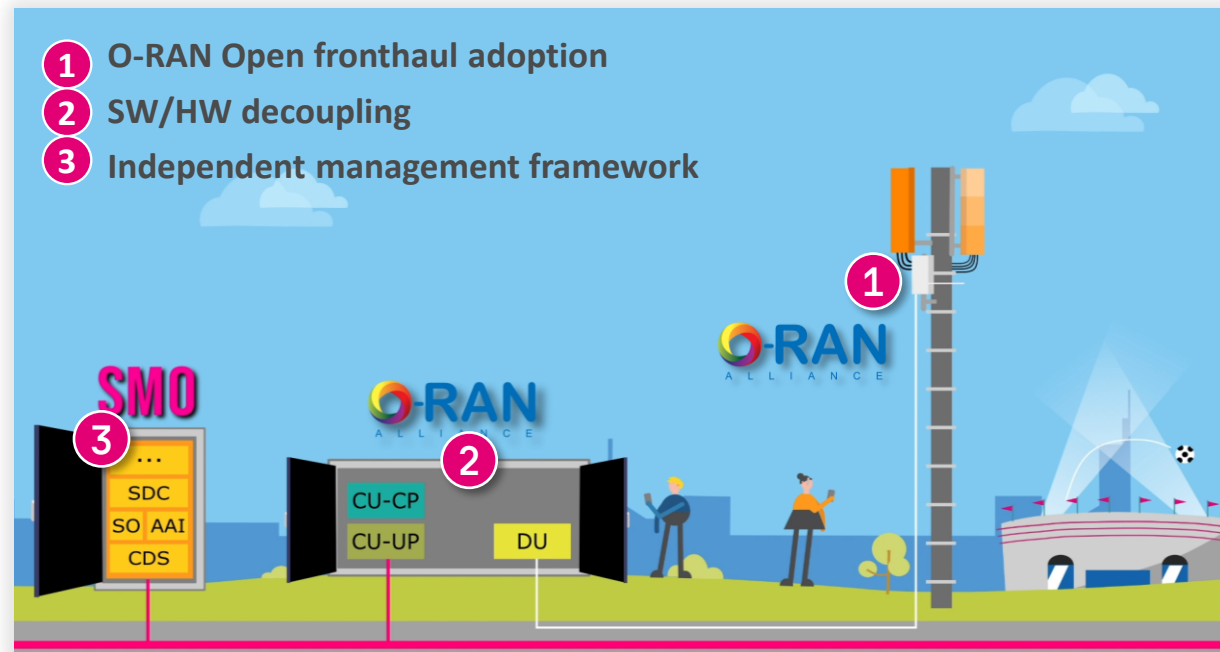 1 O-RAN Open fronthaul adoption
2 SW/HW decoupling
3 Independent management framework
1
O-RAN
ALLIANCE
SMO
3
...
SDC
SO AAI
CDS
O-RAN
ALLIANCE
2
CU-CP
CU-UP
DU